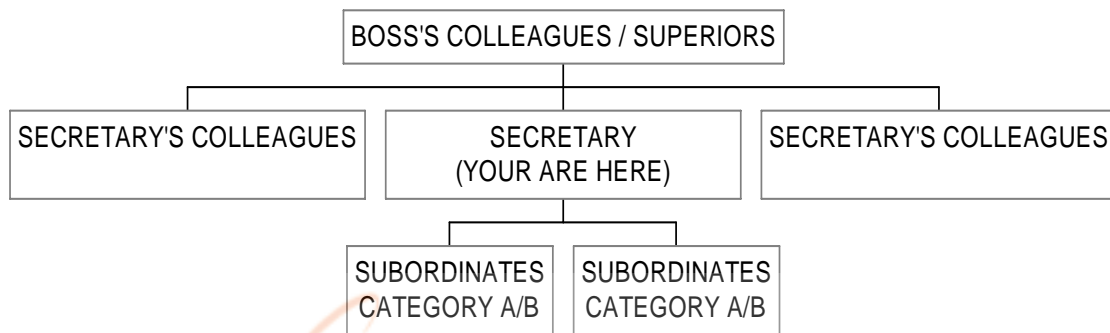 BOSS'S COLLEAGUES / SUPERIORS
SECRETARY'S COLLEAGUES
SECRETARY
(YOUR ARE HERE)
SECRETARY'S COLLEAGUES
SUBORDINATES
CATEGORY A/B
SUBORDINATES
CATEGORY A/B